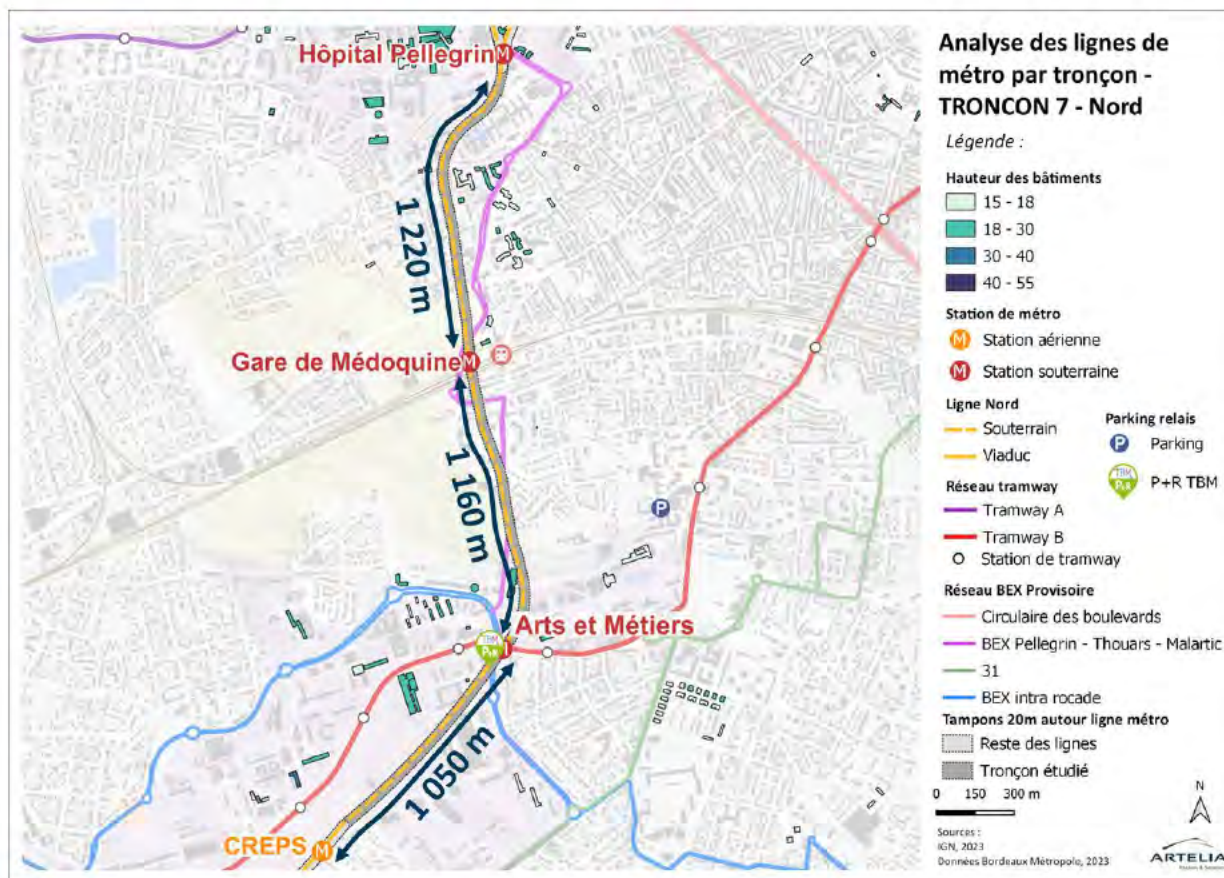 Hôpital Pellegrin
M
1 220 m
Gare de Médoquine
M
1 160 m
P
Arts et Métiers
TBM
P+R
1 050 m
CREPS
M
Analyse des lignes de
métro par tronçon -
TRONCON 7 - Nord
Légende :
Hauteur des bâtiments
15 - 18
18 - 30
30 - 40
40 - 55
Station de métro
M Station aérienne
M Station souterraine
Ligne Nord
Souterrain
Viaduc
Parking relais
P Parking
TBM
P+R
P+R TBM
Réseau tramway
Tramway A
Tramway B
Station de tramway
Réseau BEX Provisoire
Circulaire des boulevards
BEX Pellegrin - Thouars - Malartic
31
BEX intra rocade
Tampons 20m autour ligne métro
Reste des lignes
Tronçon étudié
0 150 300 m
N
Sources :
IGN, 2023
Données Bordeaux Métropole, 2023
ARTELIA